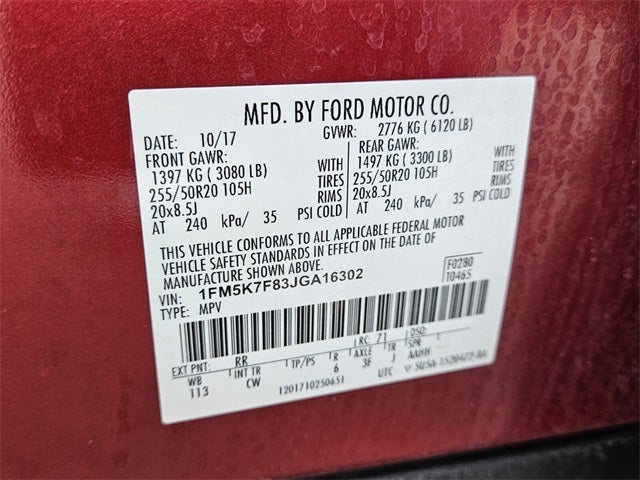 MFD. BY FORD MOTOR CO.
DATE: 10/17 GVWR: 2776 KG ( 6120 LB)
FRONT GAWR: REAR GAWR:
1397 KG ( 3080 LB) WITH 1497 KG ( 3300 LB) WITH
255/50R20 105H TIRES 255/50R20 105H TIRES
20x8.5J RIMS 20x8.5J RIMS
AT 240 kPa/ 35 PSI COLD AT 240 kPa/ 35 PSI COLD
THIS VEHICLE CONFORMS TO ALL APPLICABLE FEDERAL MOTOR
VEHICLE SAFETY STANDARDS IN EFFECT ON THE DATE OF
MANUFACTURE SHOWN ABOVE.
VIN: 1FM5K7F83JGA16302 F0280
TYPE: MPV T0465
EXT PNT: RR RC: 71 DSO:
WB INT TR TP/PS R AXLE TR SPR
113 CW 6 3F J AAHH
1201710250651 UTC